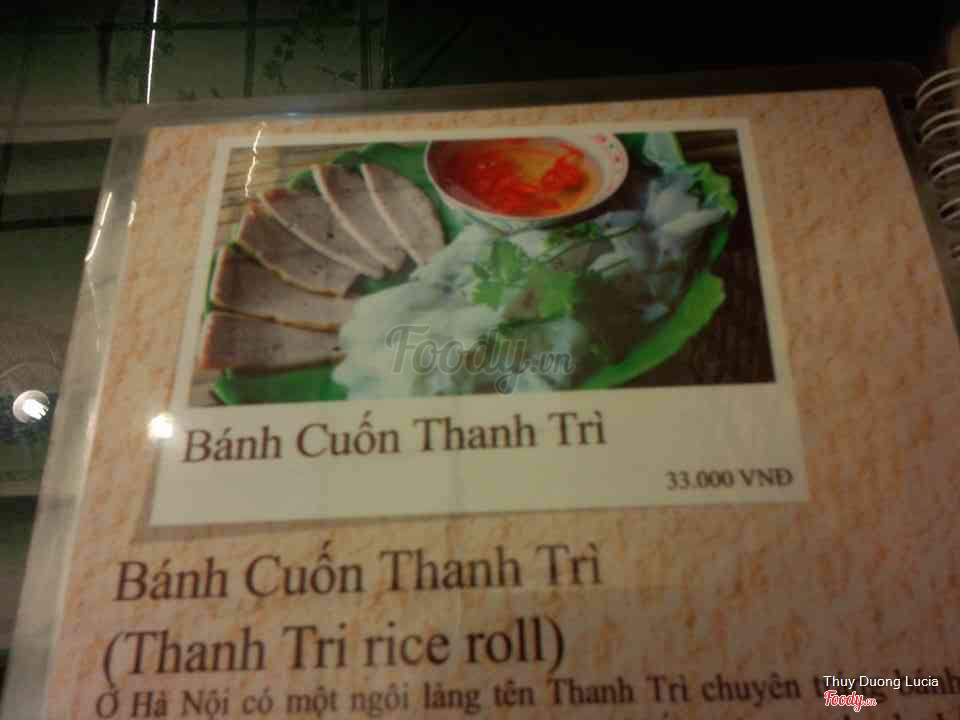 Foody.vn
Bánh Cuốn Thanh Trì
33.000 VNĐ
Bánh Cuốn Thanh Trì
(Thanh Tri rice roll)
Ở Hà Nội có một ngôi làng tên Thanh Trì chuyên bánh
Thuy Duong Lucia
Foody.vn